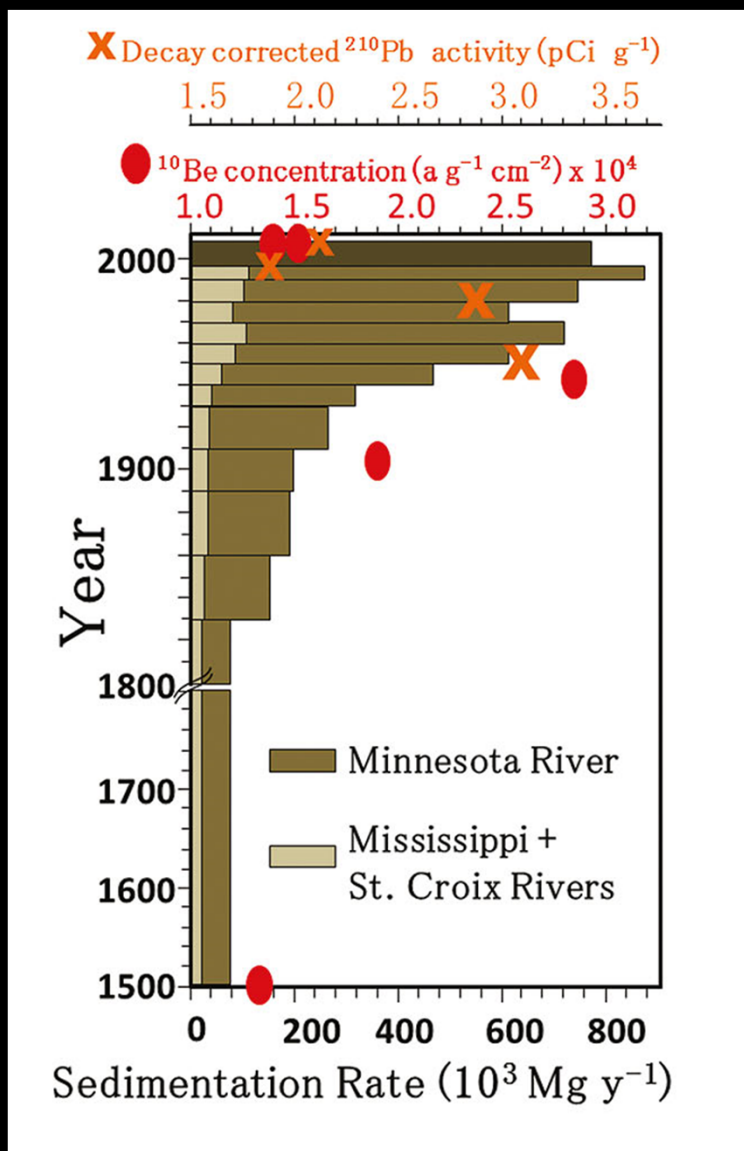 X Decay corrected ²¹⁰Pb activity (pCi g⁻¹)
1.5 2.0 2.5 3.0 3.5
¹⁰Be concentration (a g⁻¹ cm⁻²) x 10⁴
1.0 1.5 2.0 2.5 3.0
2000
1900
1800
1700
1600
1500
Year
Minnesota River
Mississippi +
St. Croix Rivers
0 200 400 600 800
Sedimentation Rate (10³ Mg y⁻¹)